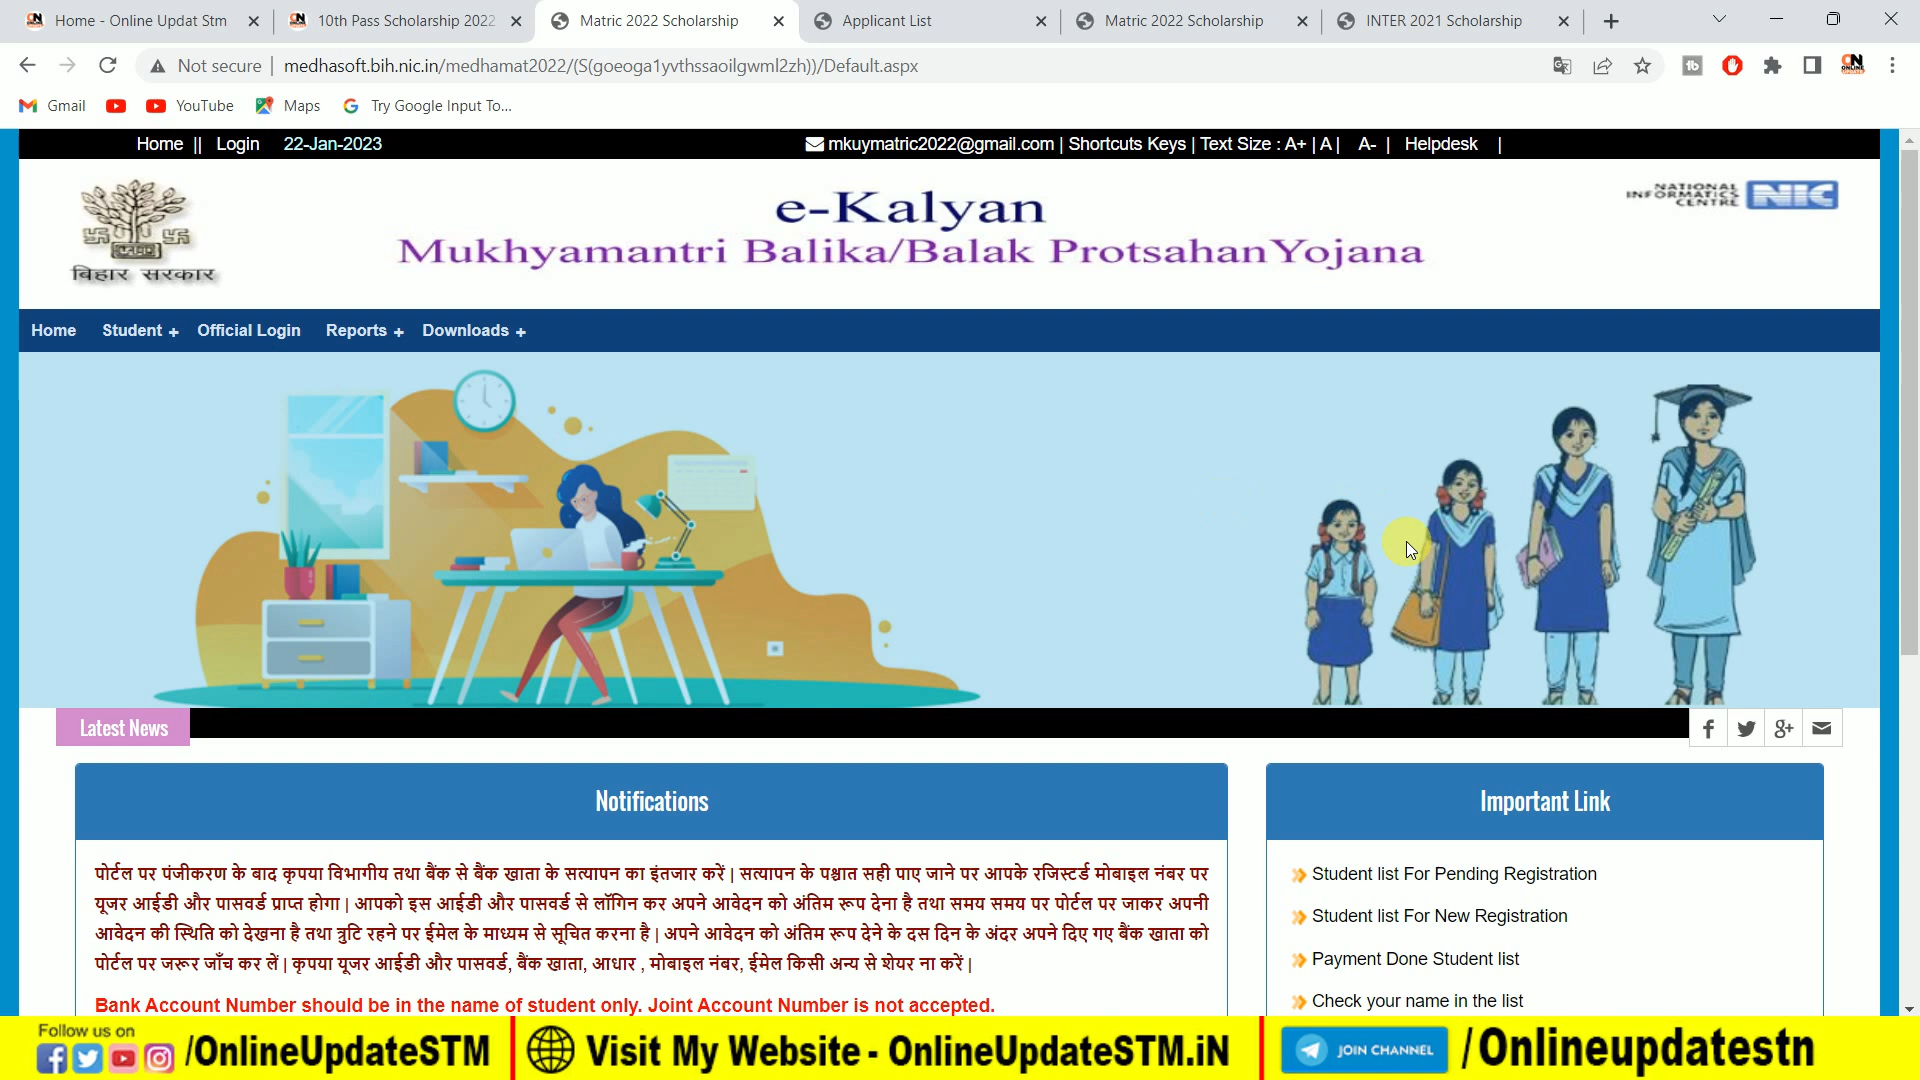 Home - Online Updat Stm
10th Pass Scholarship 2022
Matric 2022 Scholarship
Applicant List
Matric 2022 Scholarship
INTER 2021 Scholarship
Not secure | medhasoft.bih.nic.in/medhamat2022/(S(goeoga1yvthssaoilgwml2zh))/Default.aspx
Gmail
YouTube
Maps
Try Google Input To...
Home || Login 22-Jan-2023
mkuymatric2022@gmail.com | Shortcuts Keys | Text Size : A+ | A | A- | Helpdesk |
बिहार सरकार
e-Kalyan
Mukhyamantri Balika/Balak Protsahan Yojana
NATIONAL
INFORMATICS
CENTRE
NIC
Home Student + Official Login Reports + Downloads +
Latest News
Notifications
पोर्टल पर पंजीकरण के बाद कृपया विभागीय तथा बैंक से बैंक खाता के सत्यापन का इंतजार करें | सत्यापन के पश्चात सही पाए जाने पर आपके रजिस्टर्ड मोबाइल नंबर पर
यूजर आईडी और पासवर्ड प्राप्त होगा | आपको इस आईडी और पासवर्ड से लॉगिन कर अपने आवेदन को अंतिम रूप देना है तथा समय समय पर पोर्टल पर जाकर अपनी
आवेदन की स्थिति को देखना है तथा त्रुटि रहने पर ईमेल के माध्यम से सूचित करना है | अपने आवेदन को अंतिम रूप देने के दस दिन के अंदर अपने दिए गए बैंक खाता को
पोर्टल पर जरूर जाँच कर लें | कृपया यूजर आईडी और पासवर्ड, बैंक खाता, आधार , मोबाइल नंबर, ईमेल किसी अन्य से शेयर ना करें |
Bank Account Number should be in the name of student only. Joint Account Number is not accepted.
Important Link
Student list For Pending Registration
Student list For New Registration
Payment Done Student list
Check your name in the list
Follow us on
/OnlineUpdateSTM
Visit My Website - OnlineUpdateSTM.iN
JOIN CHANNEL
/Onlineupdatestn